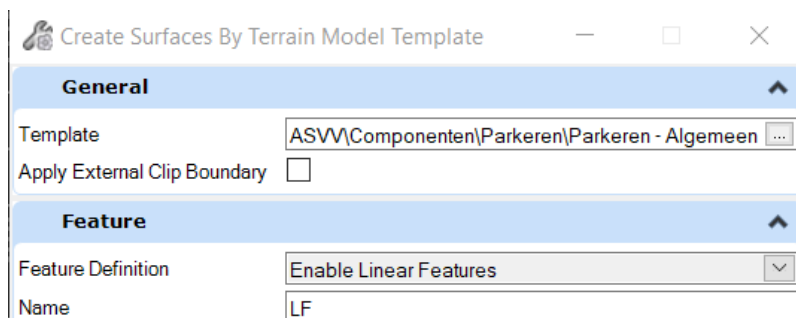 Create Surfaces By Terrain Model Template
General
Template ASVV\Componenten\Parkeren\Parkeren - Algemeen ...
Apply External Clip Boundary
Feature
Feature Definition Enable Linear Features
Name LF